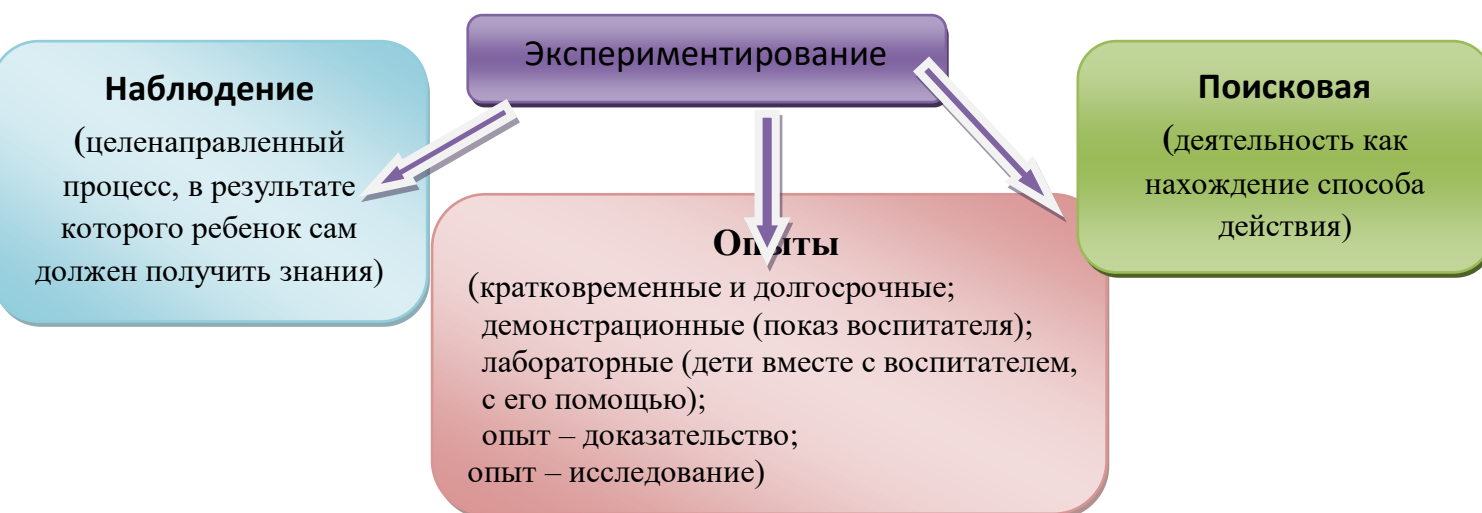 Экспериментирование
Наблюдение
(целенаправленный
процесс, в результате
которого ребенок сам
должен получить знания)
Опыты
(кратковременные и долгосрочные;
демонстрационные (показ воспитателя);
лабораторные (дети вместе с воспитателем,
с его помощью);
опыт – доказательство;
опыт – исследование)
Поисковая
(деятельность как
нахождение способа
действия)